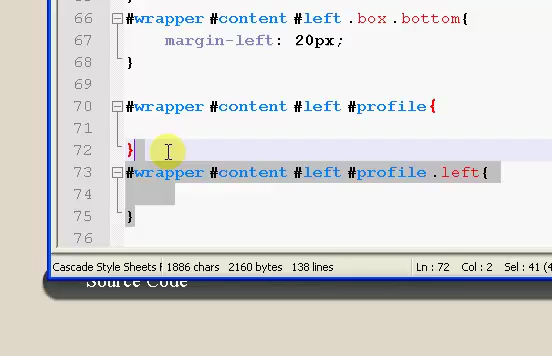 66 #wrapper #content #left .box .bottom{
67 margin-left: 20px;
68 }
69
70 #wrapper #content #left #profile{
71
72 }
73 #wrapper #content #left #profile .left{
74
75 }
76
Cascade Style Sheets F 1886 chars 2160 bytes 138 lines Ln : 72 Col : 2 Sel : 41 (4
Source Code